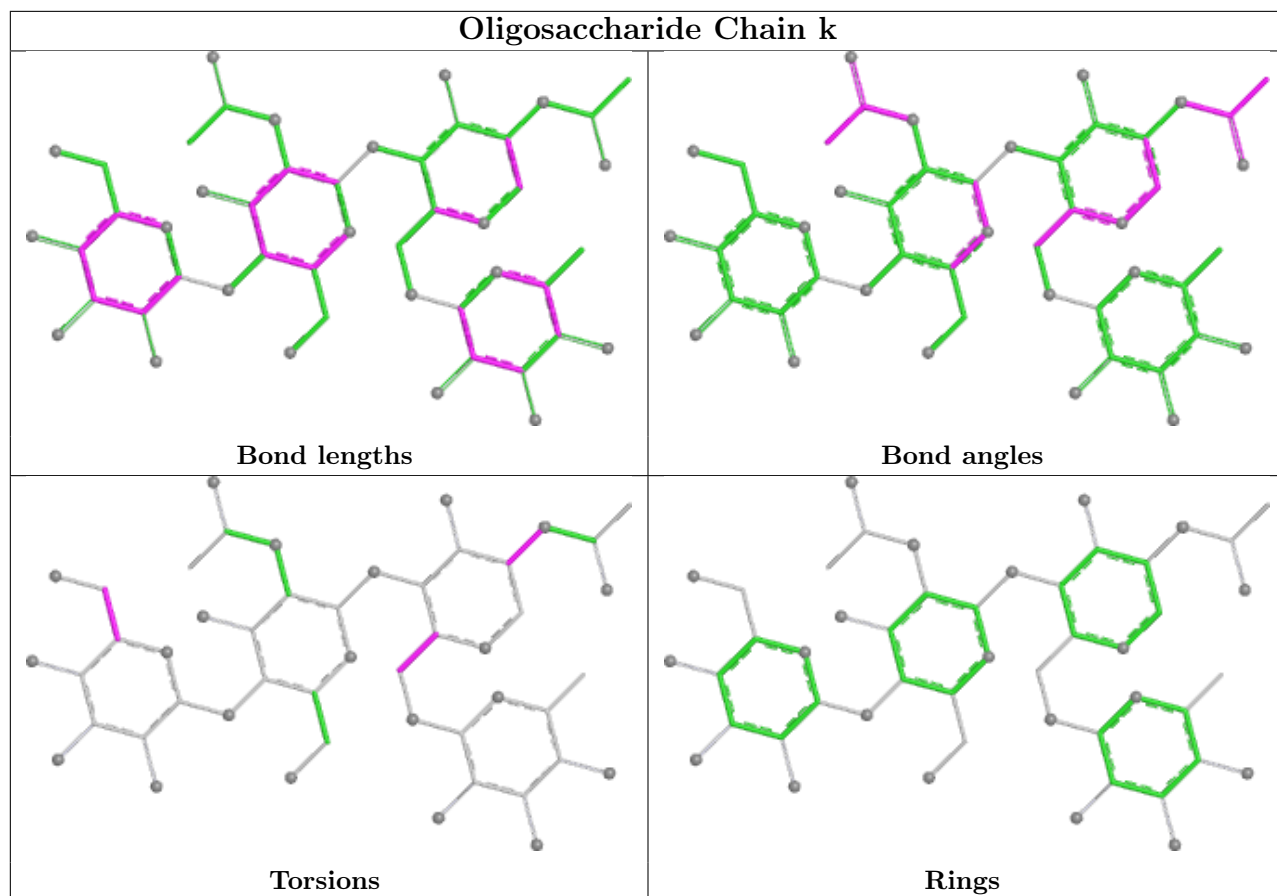 Oligosaccharide Chain k
Bond lengths
Bond angles
Torsions
Rings